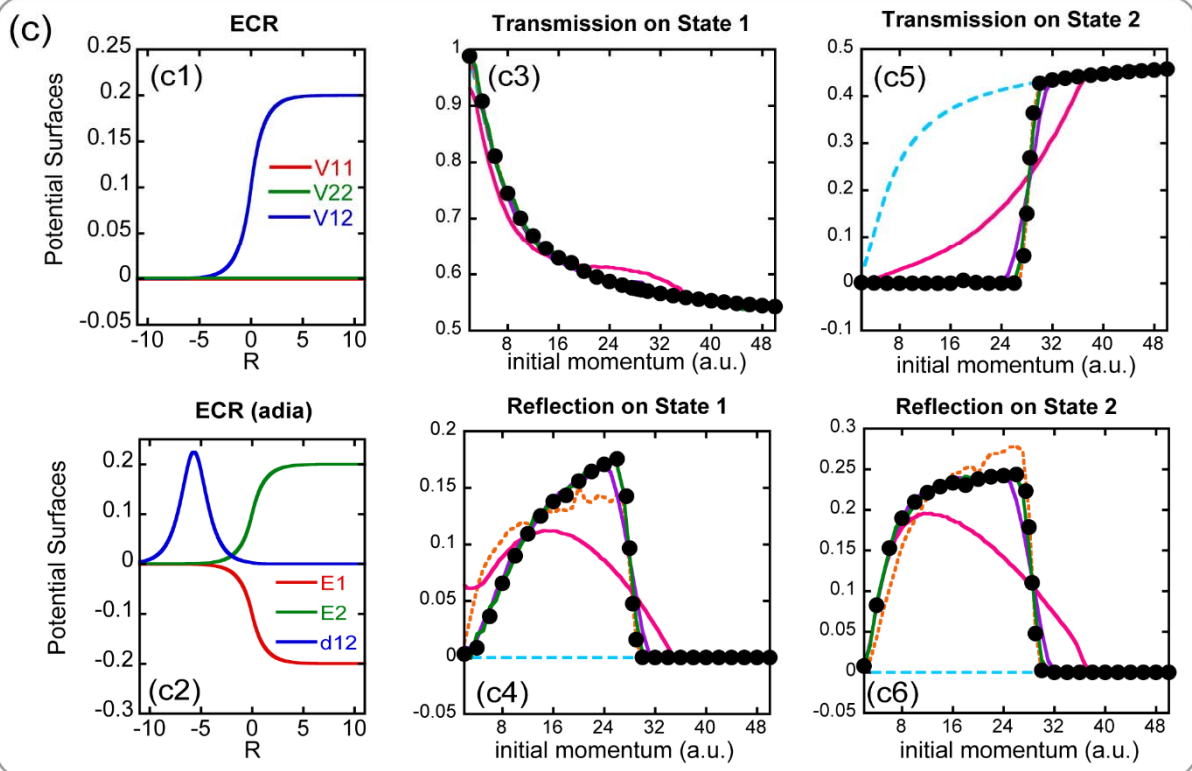 (c)
ECR
Potential Surfaces
0.25
0.2
0.15
0.1
0.05
0
-0.05
(c1)
V11
V22
V12
-10 -5 0 5 10
R
Transmission on State 1
1
0.9
0.8
0.7
0.6
0.5
(c3)
8 16 24 32 40 48
initial momentum (a.u.)
Transmission on State 2
0.5
0.4
0.3
0.2
0.1
0
-0.1
(c5)
8 16 24 32 40 48
initial momentum (a.u.)
ECR (adia)
Potential Surfaces
0.2
0.1
0
-0.1
-0.2
-0.3
E1
E2
d12
(c2)
-10 -5 0 5 10
R
Reflection on State 1
0.2
0.15
0.1
0.05
0
-0.05
(c4)
8 16 24 32 40 48
initial momentum (a.u.)
Reflection on State 2
0.3
0.25
0.2
0.15
0.1
0.05
0
-0.05
(c6)
8 16 24 32 40 48
initial momentum (a.u.)